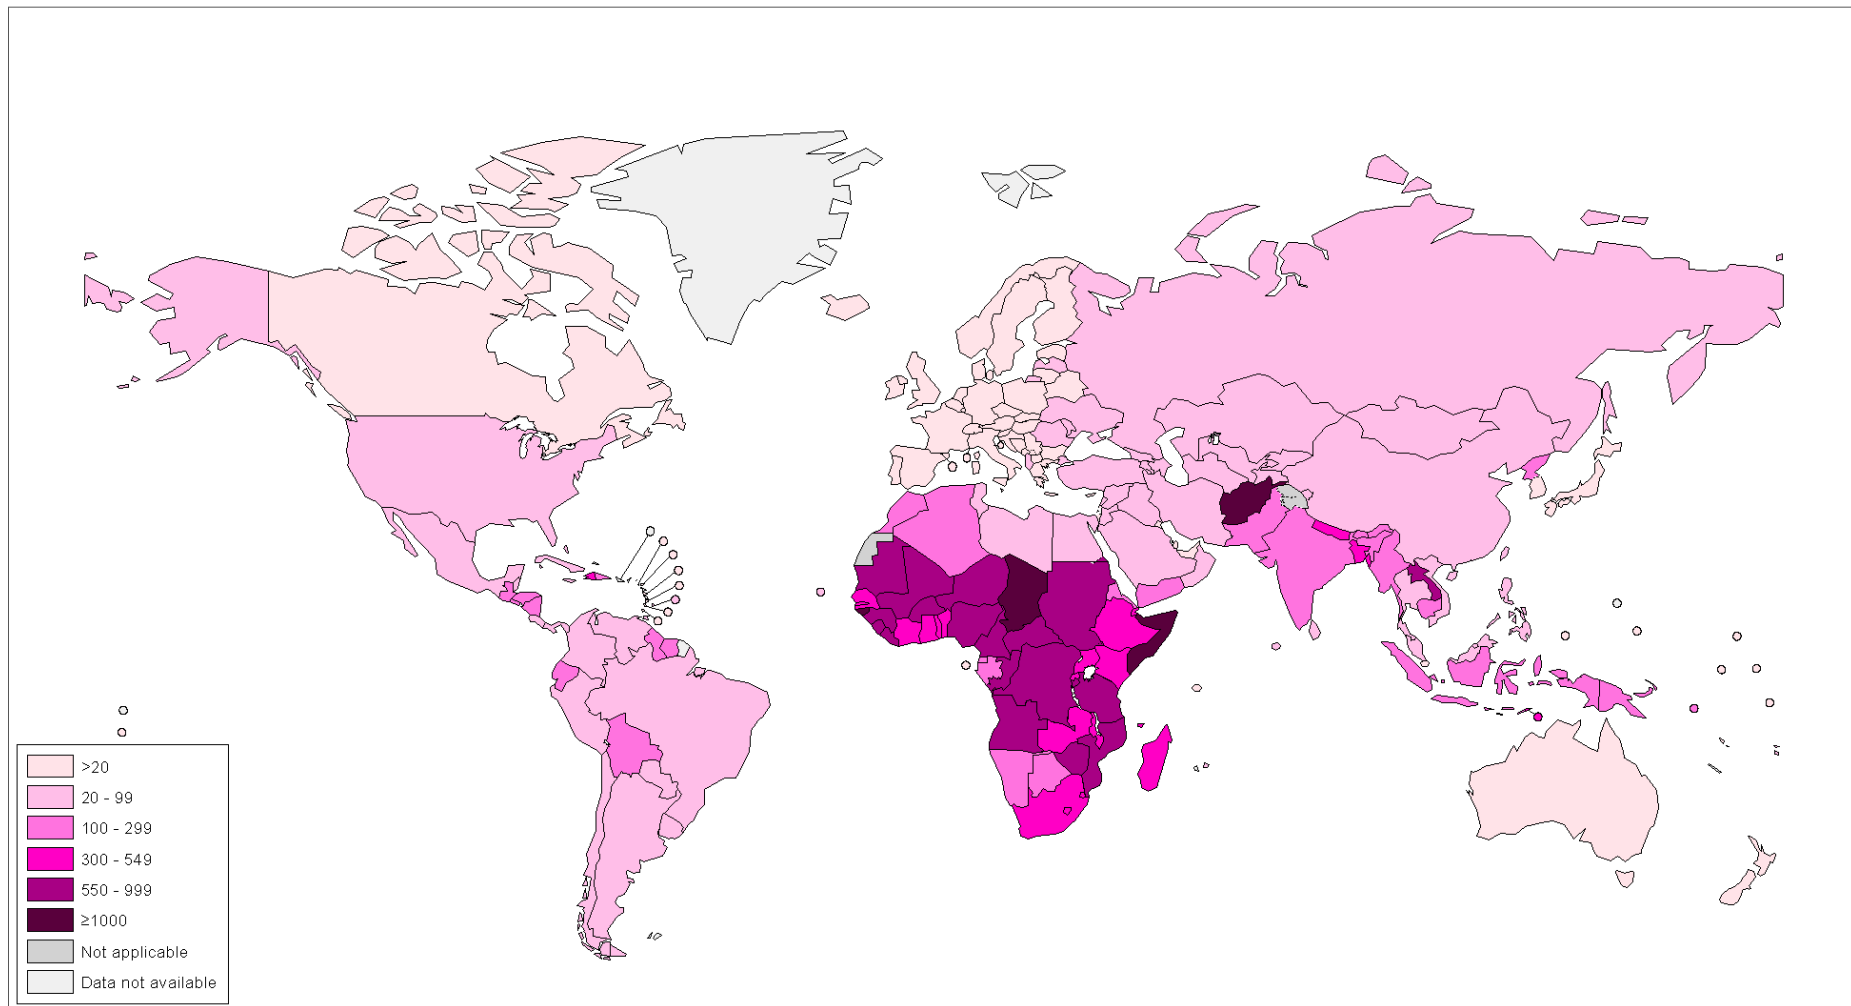 >20
20 - 99
100 - 299
300 - 549
550 - 999
≥1000
Not applicable
Data not available